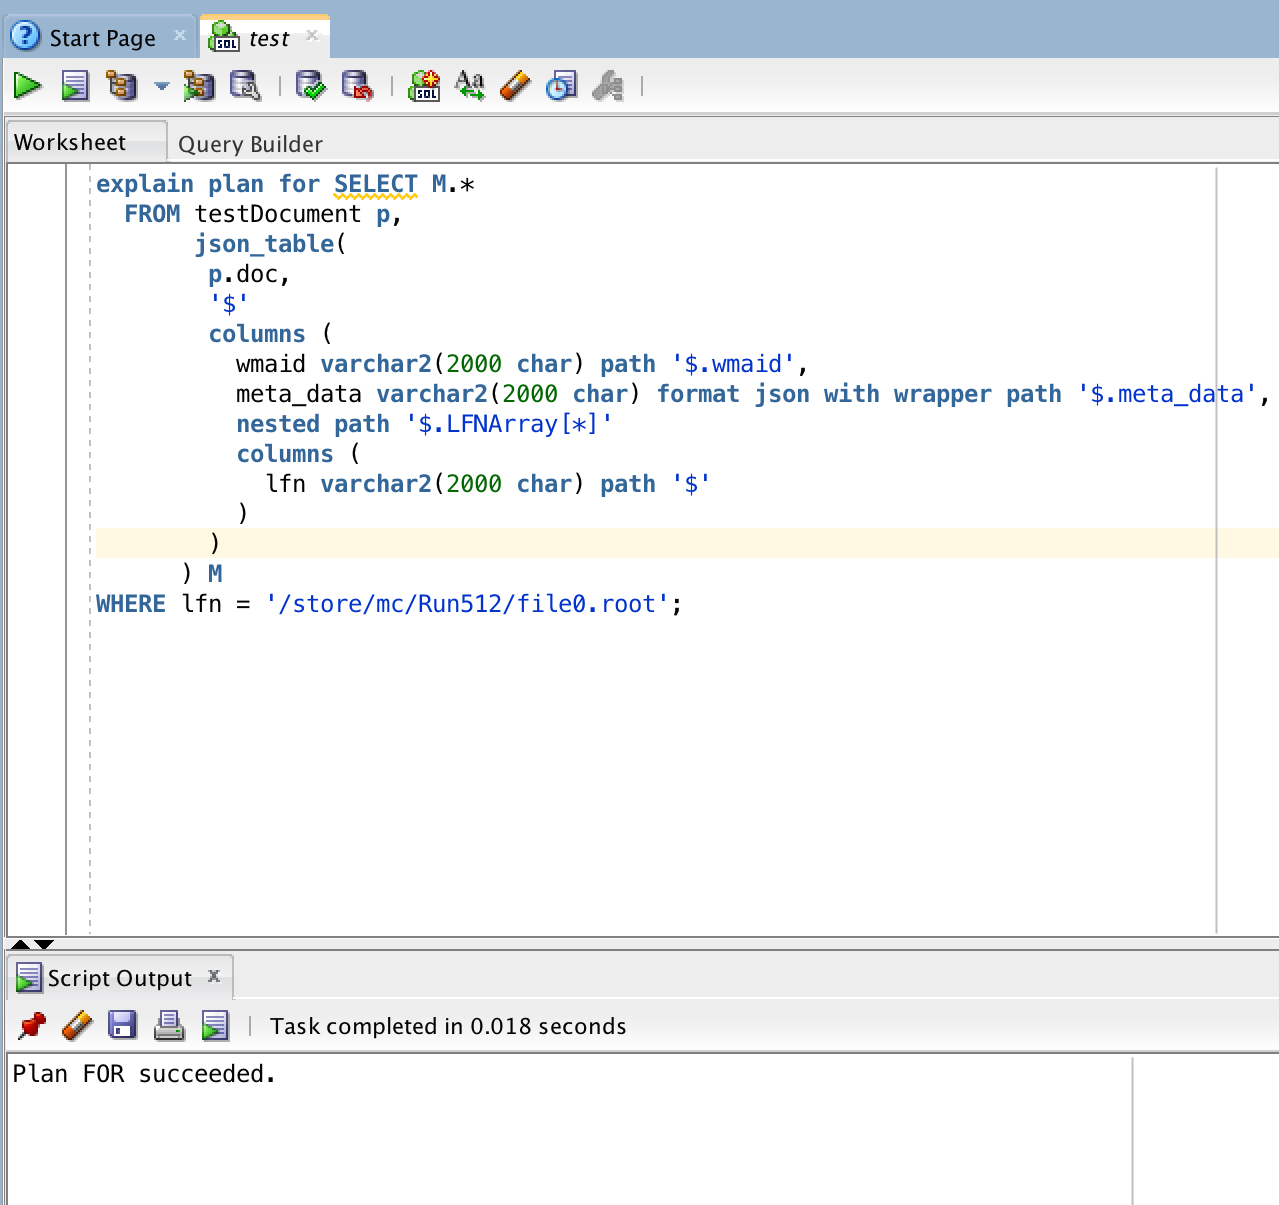 Start Page
test
Worksheet
Query Builder
explain plan for SELECT M.*
FROM testDocument p,
json_table(
p.doc,
'$'
columns (
wmaid varchar2(2000 char) path '$.wmaid',
meta_data varchar2(2000 char) format json with wrapper path '$.meta_data',
nested path '$.LFNArray[*]'
columns (
lfn varchar2(2000 char) path '$'
)
)
) M
WHERE lfn = '/store/mc/Run512/file0.root';
Script Output
Task completed in 0.018 seconds
Plan FOR succeeded.